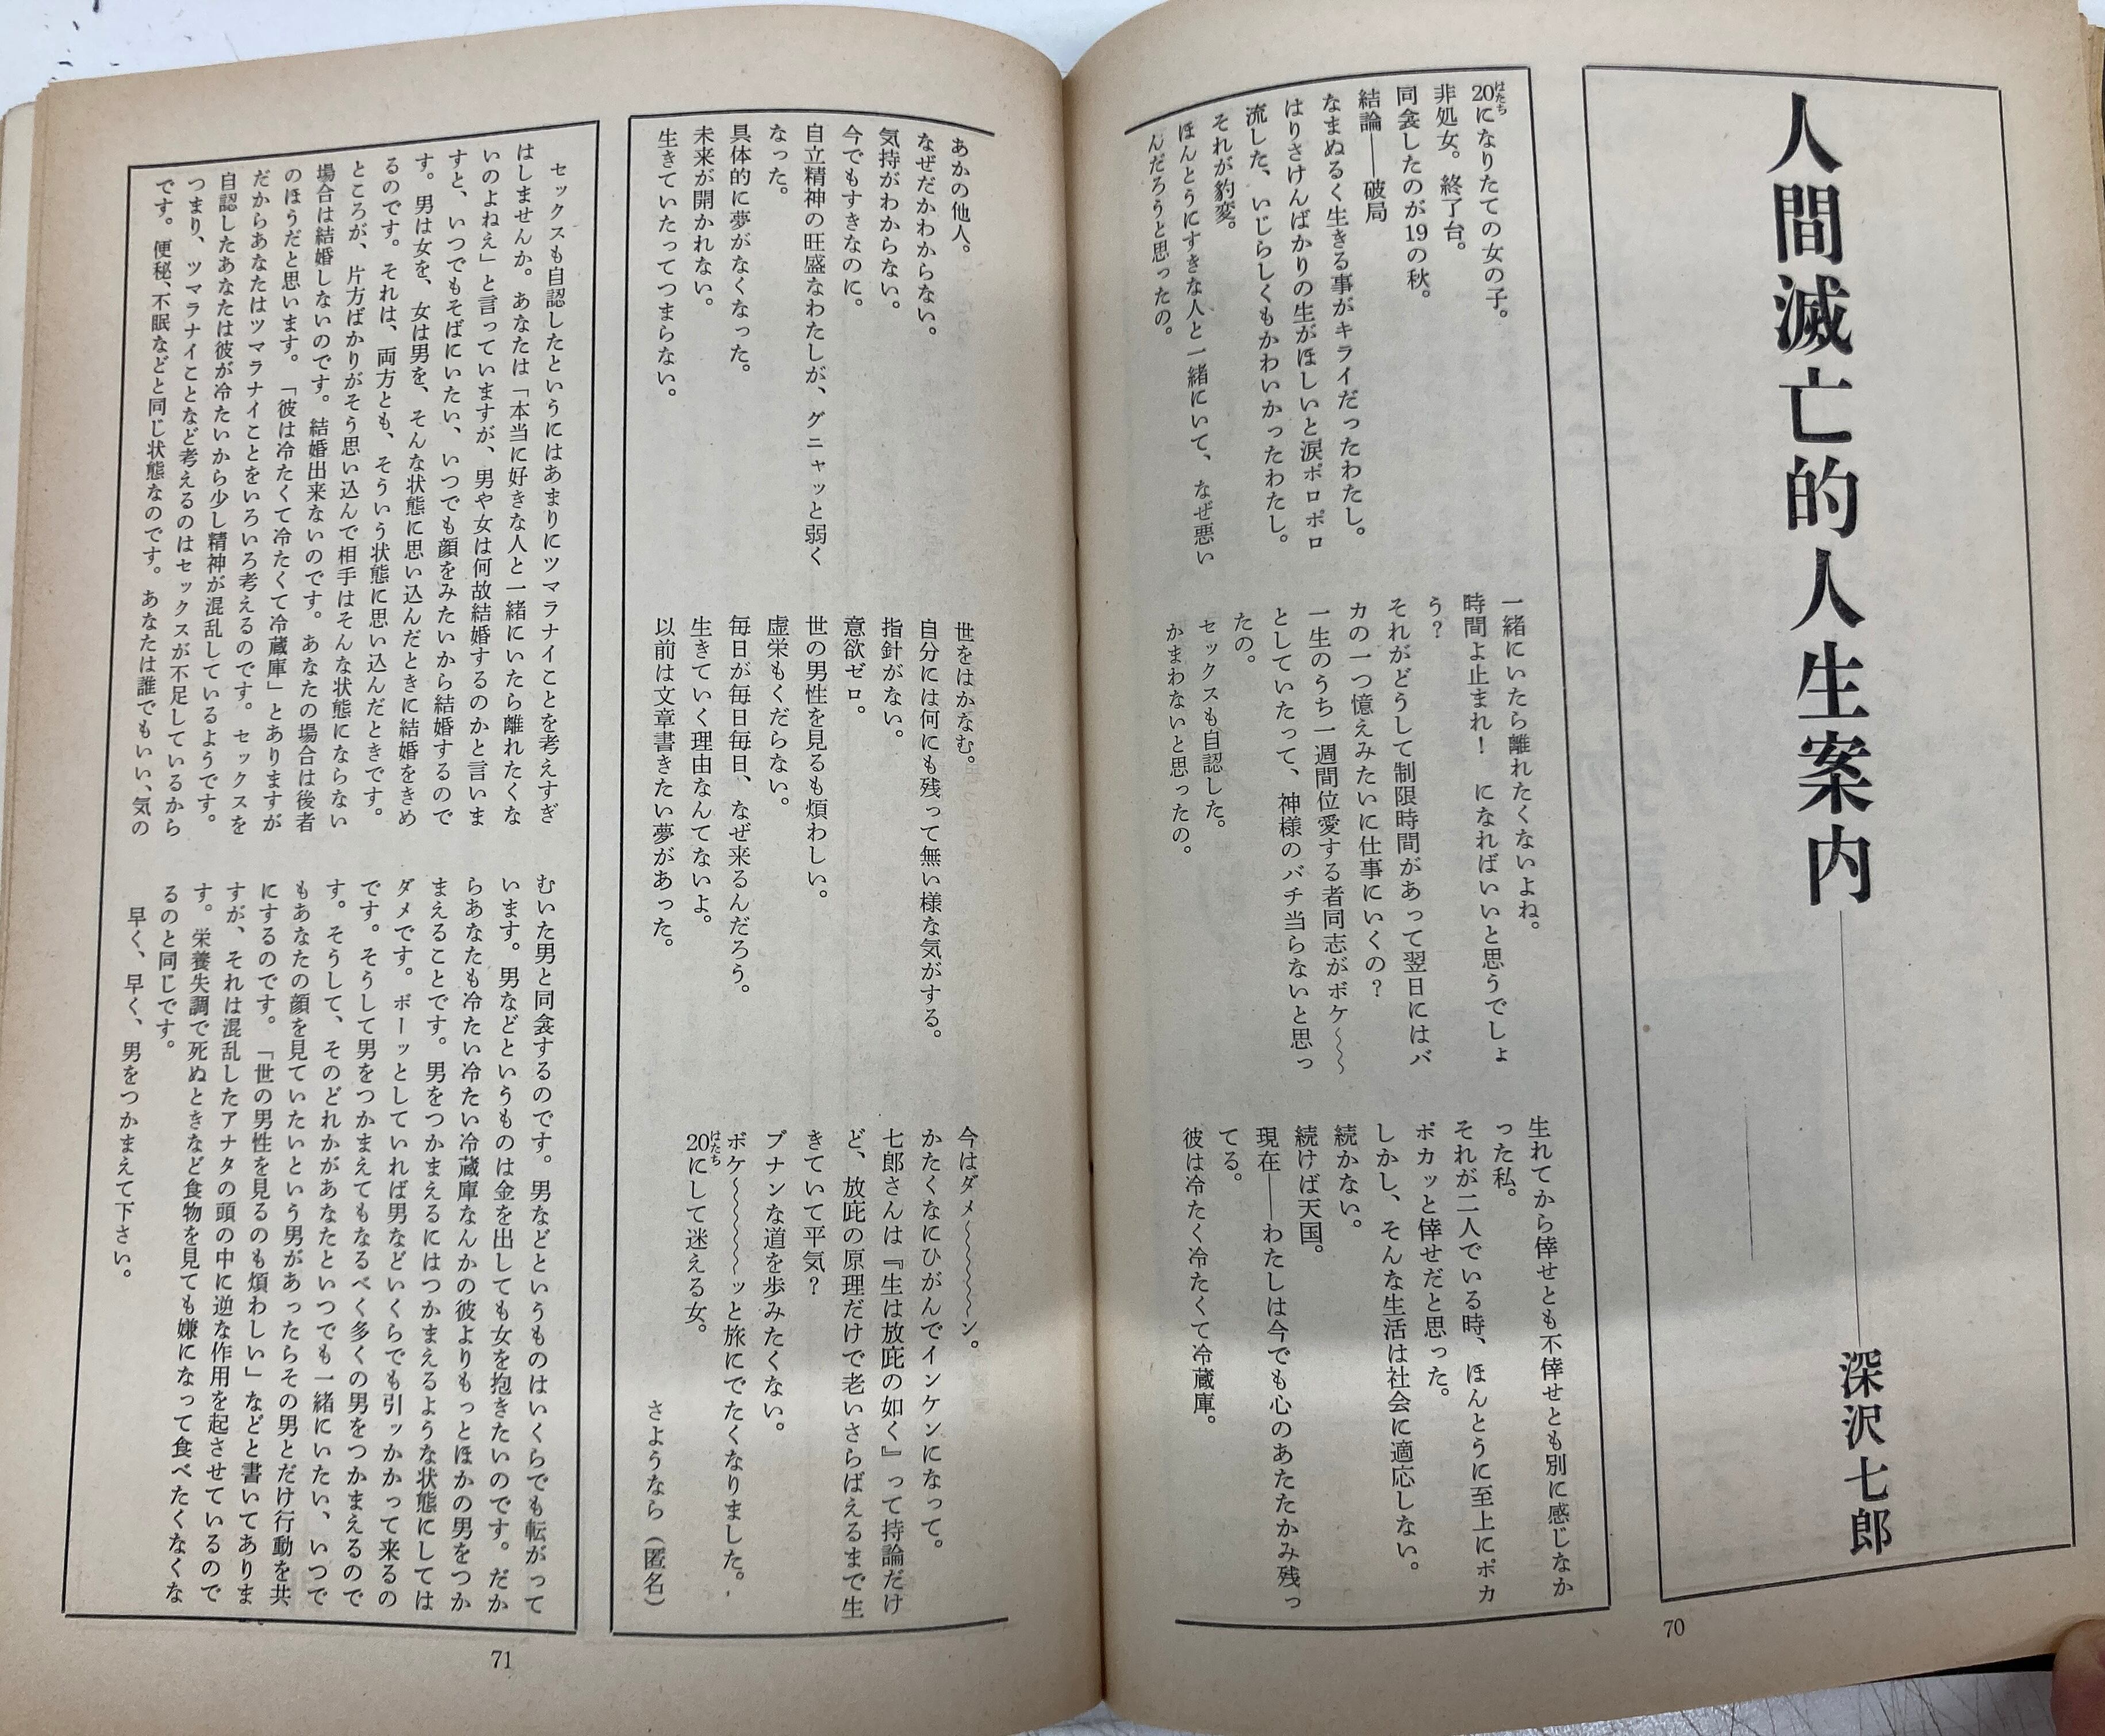 人間滅亡的人生案内
深沢七郎
20になりたての女の子。
はたち
非処女。終了台。
同衾したのが19の秋。
結論――破局
なまぬるく生きる事がキライだったわたし。
はりさけんばかりの生がほしいと涙ポロポロ
流した、いじらしくもかわいかったわたし。
それが豹変。
ほんとうにすきな人と一緒にいて、なぜ悪い
んだろうと思ったの。
一緒にいたら離れたくないよね。
時間よ止まれ！　になればいいと思うでしょ
う？
それがどうして制限時間があって翌日にはバ
カの一つ憶えみたいに仕事にいくの？
一生のうち一週間位愛する者同志がボケ～～
としていたって、神様のバチ当らないと思っ
たの。
セックスも自認した。
かまわないと思ったの。
生れてから倖せとも不倖せとも別に感じなか
った私。
それが二人でいる時、ほんとうに至上にポカ
ポカッと倖せだと思った。
しかし、そんな生活は社会に適応しない。
続かない。
続けば天国。
現在――わたしは今でも心のあたたかみ残っ
てる。
彼は冷たく冷たくて冷蔵庫。
70
あかの他人。
なぜだかわからない。
気持がわからない。
今でもすきなのに。
自立精神の旺盛なわたしが、グニャッと弱く
なった。
具体的に夢がなくなった。
未来が開かれない。
生きていたってつまらない。
世をはかなむ。
自分には何にも残って無い様な気がする。
指針がない。
意欲ゼロ。
世の男性を見るも煩わしい。
虚栄もくだらない。
毎日が毎日毎日、なぜ来るんだろう。
生きていく理由なんてないよ。
以前は文章書きたい夢があった。
今はダメ～～～～ン。
かたくなにひがんでインケンになって。
七郎さんは『生は放屁の如く』って持論だけ
ど、放屁の原理だけで老いさらばえるまで生
きていて平気？
ブナンな道を歩みたくない。
ボケ～～～～～ッと旅にでたくなりました。
20にして迷える女。
はたち
さようなら（匿名）
セックスも自認したというにはあまりにツマラナイことを考えすぎ
はしませんか。あなたは「本当に好きな人と一緒にいたら離れたくな
いのよねえ」と言っていますが、男や女は何故結婚するのかと言いま
すと、いつでもそばにいたい、いつでも顔をみたいから結婚するので
す。男は女を、女は男を、そんな状態に思い込んだときに結婚をきめ
るのです。それは、両方とも、そういう状態に思い込んだときです。
ところが、片方ばかりがそう思い込んで相手はそんな状態にならない
場合は結婚しないのです。結婚出来ないのです。あなたの場合は後者
のほうだと思います。「彼は冷たくて冷たくて冷蔵庫」とありますが
だからあなたはツマラナイことをいろいろ考えるのです。セックスを
自認したあなたは彼が冷たいから少し精神が混乱しているようです。
つまり、ツマラナイことなど考えるのはセックスが不足しているから
です。便秘、不眠などと同じ状態なのです。あなたは誰でもいい、気の
むいた男と同衾するのです。男などというものはいくらでも転がって
います。男などというものは金を出しても女を抱きたいのです。だか
らあなたも冷たい冷たい冷蔵庫なんかの彼よりもっとほかの男をつか
まえることです。男をつかまえるにはつかまえるような状態にしては
ダメです。ボーッとしていれば男などいくらでも引ッかかって来るの
です。そうして男をつかまえてもなるべく多くの男をつかまえるので
す。そうして、そのどれかがあなたといつでも一緒にいたい、いつで
もあなたの顔を見ていたいという男があったらその男とだけ行動を共
にするのです。「世の男性を見るのも煩わしい」などと書いてありま
すが、それは混乱したアナタの頭の中に逆な作用を起させているので
す。栄養失調で死ぬときなど食物を見ても嫌になって食べたくなくな
るのと同じです。
早く、早く、男をつかまえて下さい。
71